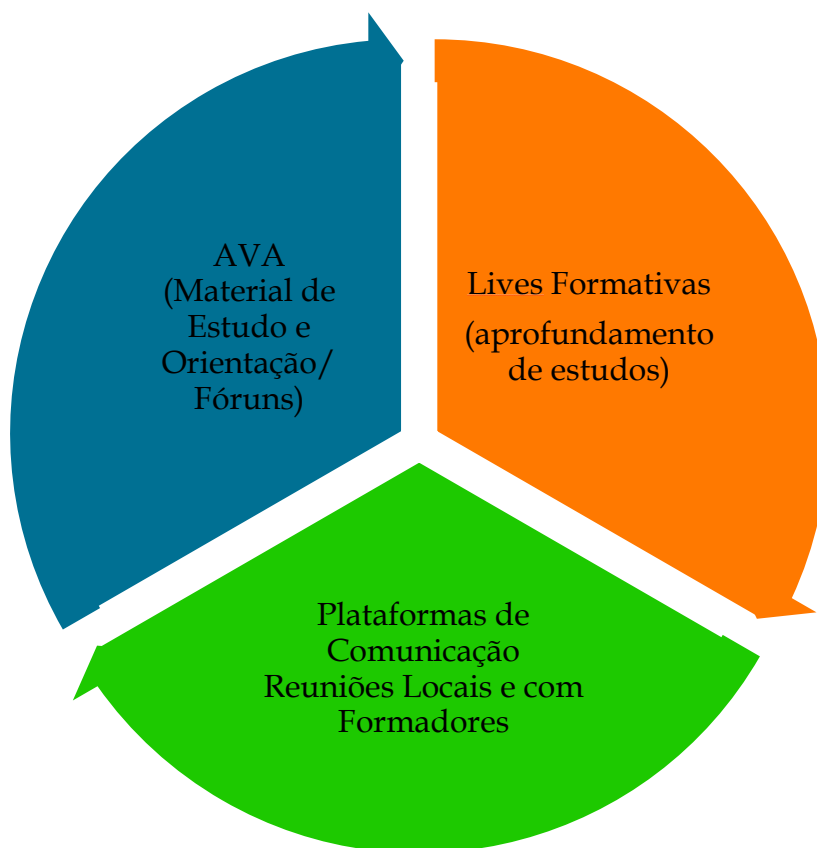 AVA
(Material de
Estudo e
Orientação/
Fóruns)
Lives Formativas
(aprofundamento
de estudos)
Plataformas de
Comunicação
Reuniões Locais e com
Formadores